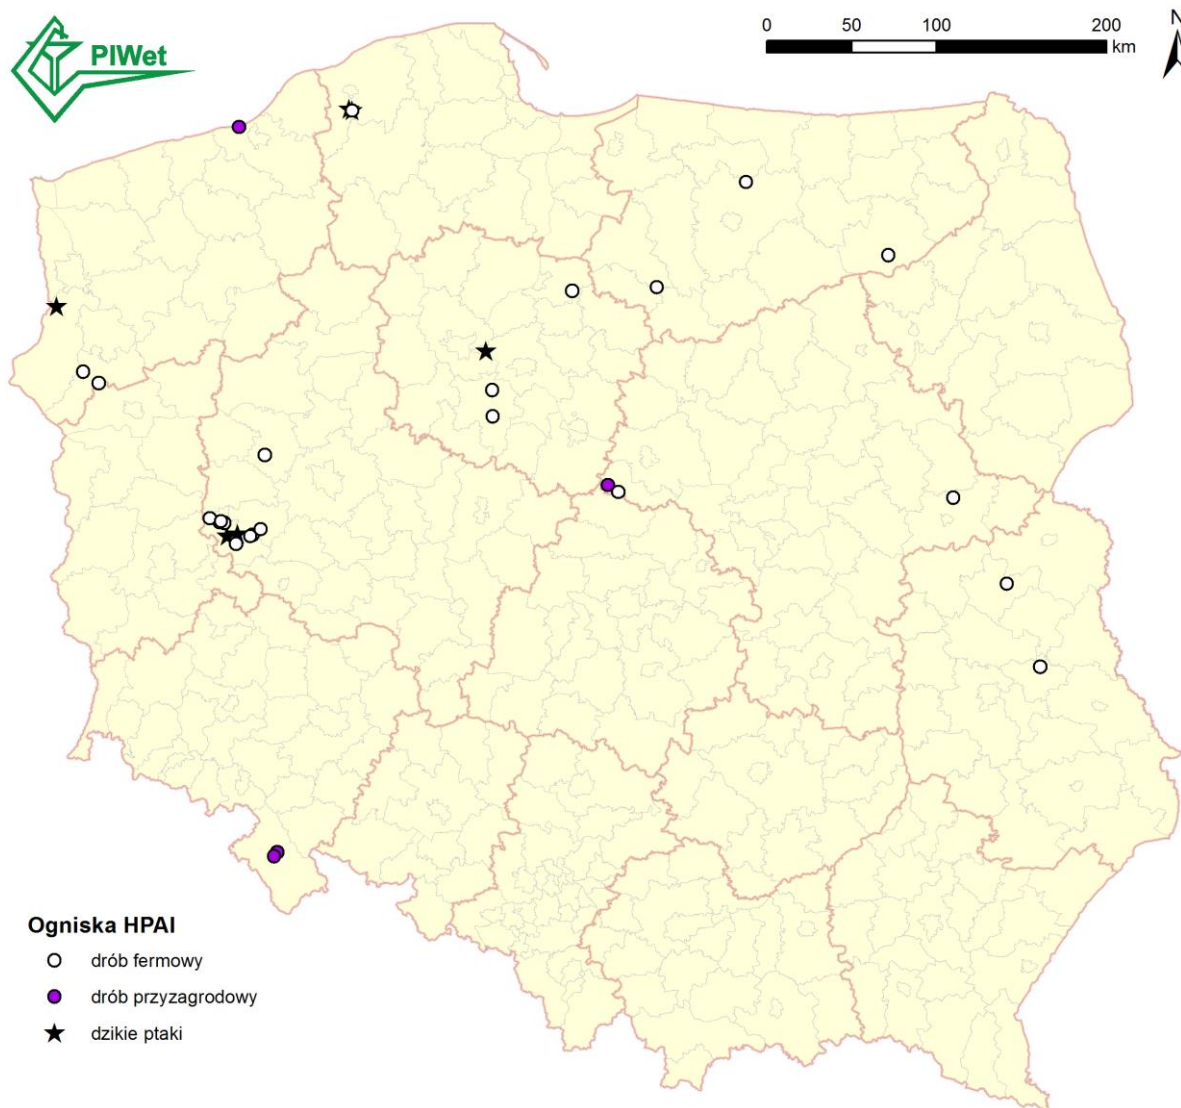 PIWet
0 50 100 200
km
N
Ogniska HPAI
drób fermowy
drób przyzagrodowy
dzikie ptaki